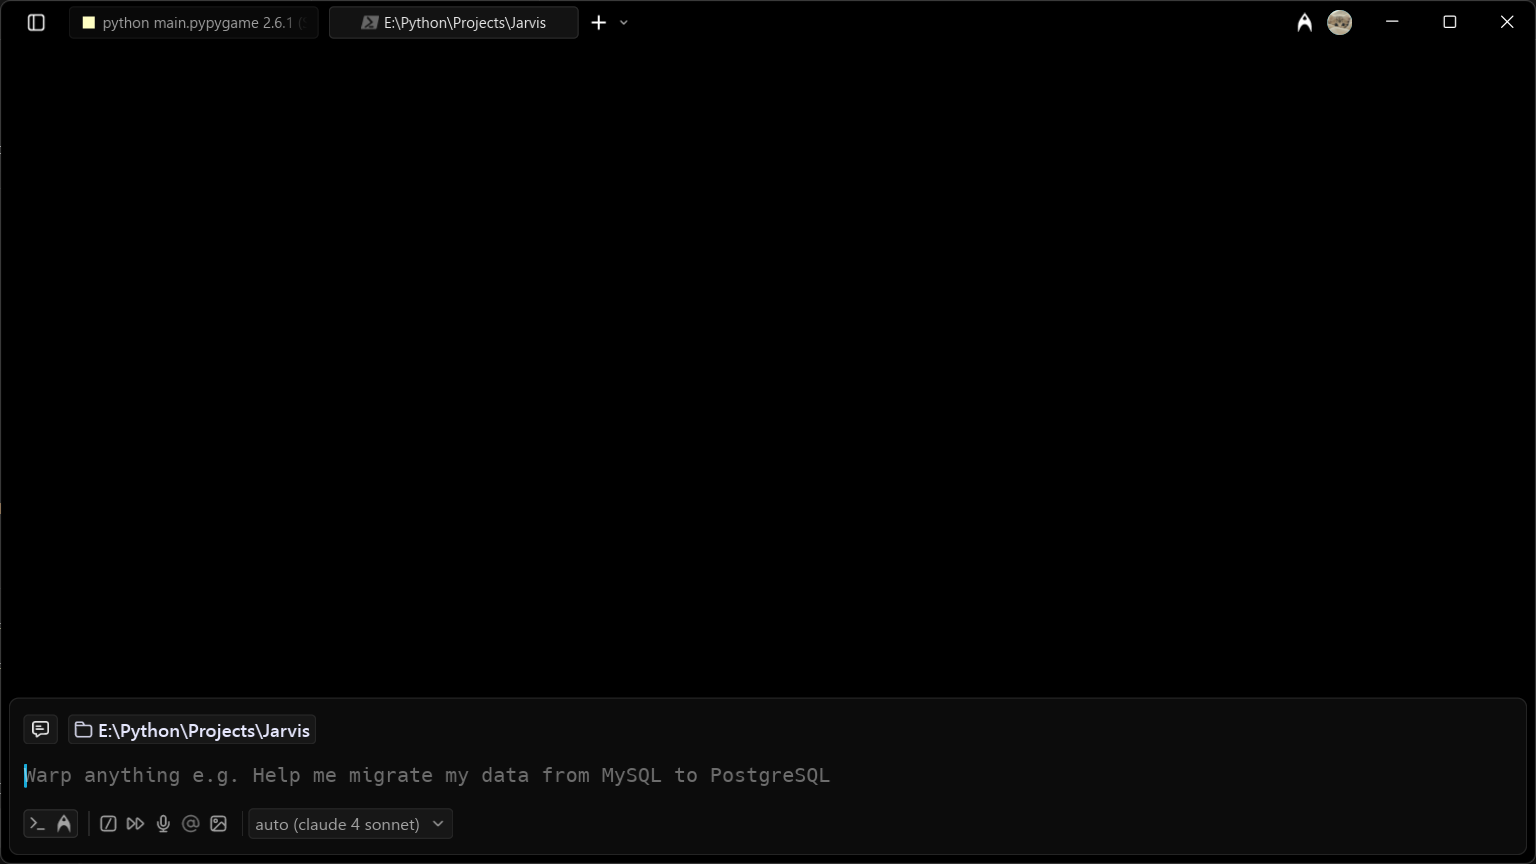 python main.pypygame 2.6.1 (
E:\Python\Projects\Jarvis
E:\Python\Projects\Jarvis
Warp anything e.g. Help me migrate my data from MySQL to PostgreSQL
auto (claude 4 sonnet)